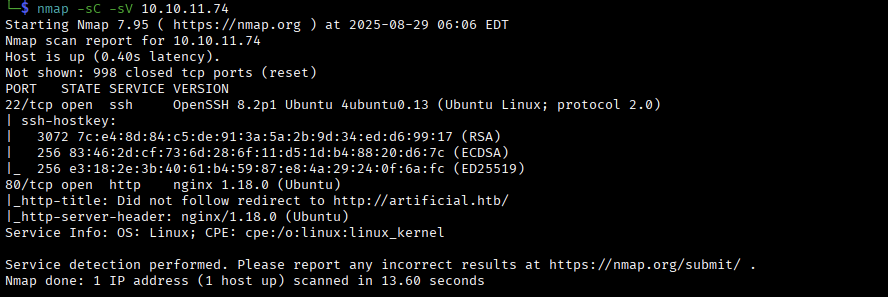 └─$ nmap -sC -sV 10.10.11.74
Starting Nmap 7.95 ( https://nmap.org ) at 2025-08-29 06:06 EDT
Nmap scan report for 10.10.11.74
Host is up (0.40s latency).
Not shown: 998 closed tcp ports (reset)
PORT   STATE SERVICE VERSION
22/tcp open  ssh     OpenSSH 8.2p1 Ubuntu 4ubuntu0.13 (Ubuntu Linux; protocol 2.0)
| ssh-hostkey:
|   3072 7c:e4:8d:84:c5:de:91:3a:5a:2b:9d:34:ed:d6:99:17 (RSA)
|   256 83:46:2d:cf:73:6d:28:6f:11:d5:1d:b4:88:20:d6:7c (ECDSA)
|_  256 e3:18:2e:3b:40:61:b4:59:87:e8:4a:29:24:0f:6a:fc (ED25519)
80/tcp open  http    nginx 1.18.0 (Ubuntu)
|_http-title: Did not follow redirect to http://artificial.htb/
|_http-server-header: nginx/1.18.0 (Ubuntu)
Service Info: OS: Linux; CPE: cpe:/o:linux:linux_kernel
Service detection performed. Please report any incorrect results at https://nmap.org/submit/ .
Nmap done: 1 IP address (1 host up) scanned in 13.60 seconds